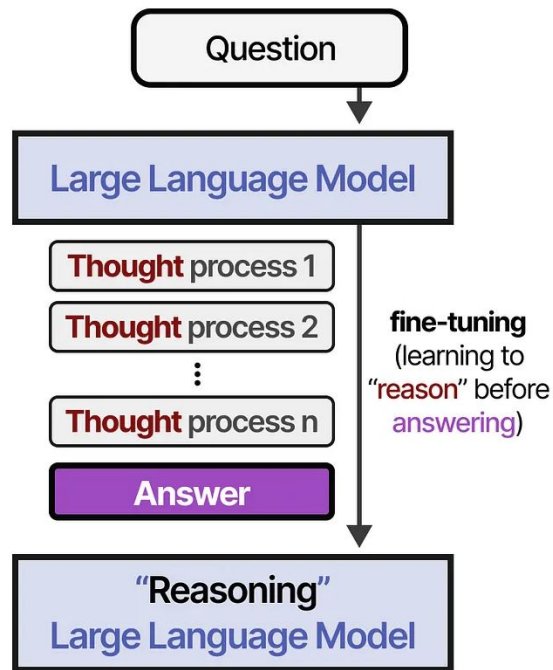 Question
Large Language Model
Thought process 1
Thought process 2
⋮
Thought process n
Answer
fine-tuning
(learning to
“reason” before
answering)
“Reasoning”
Large Language Model